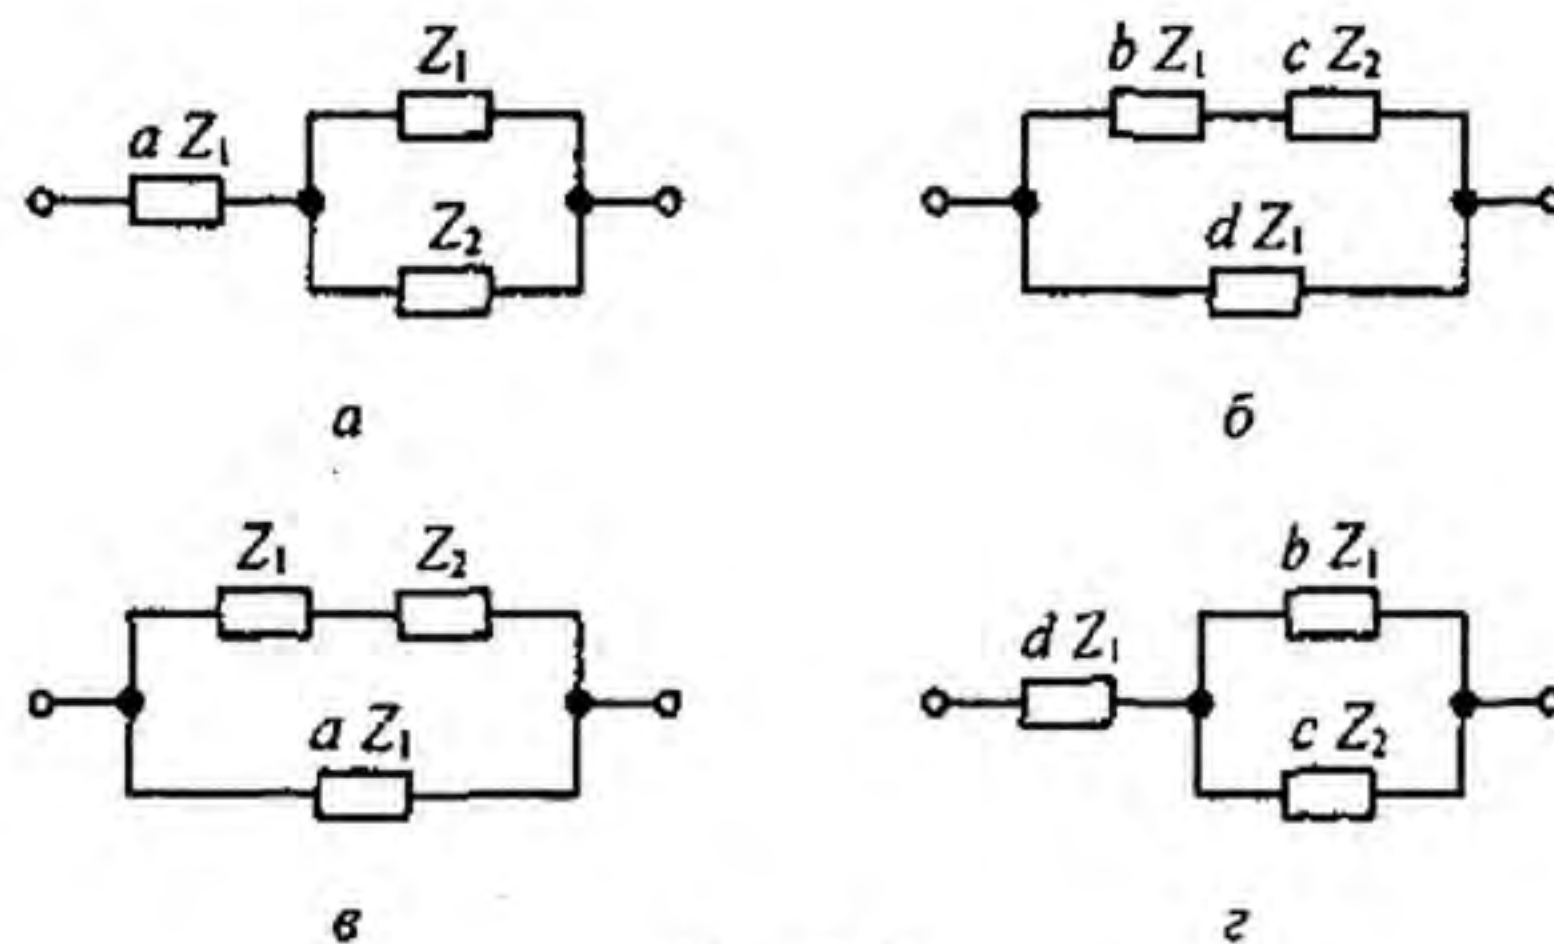 Z₁
a Z₁
Z₂
а
b Z₁ c Z₂
d Z₁
б
Z₁ Z₂
a Z₁
в
b Z₁
d Z₁
c Z₂
г